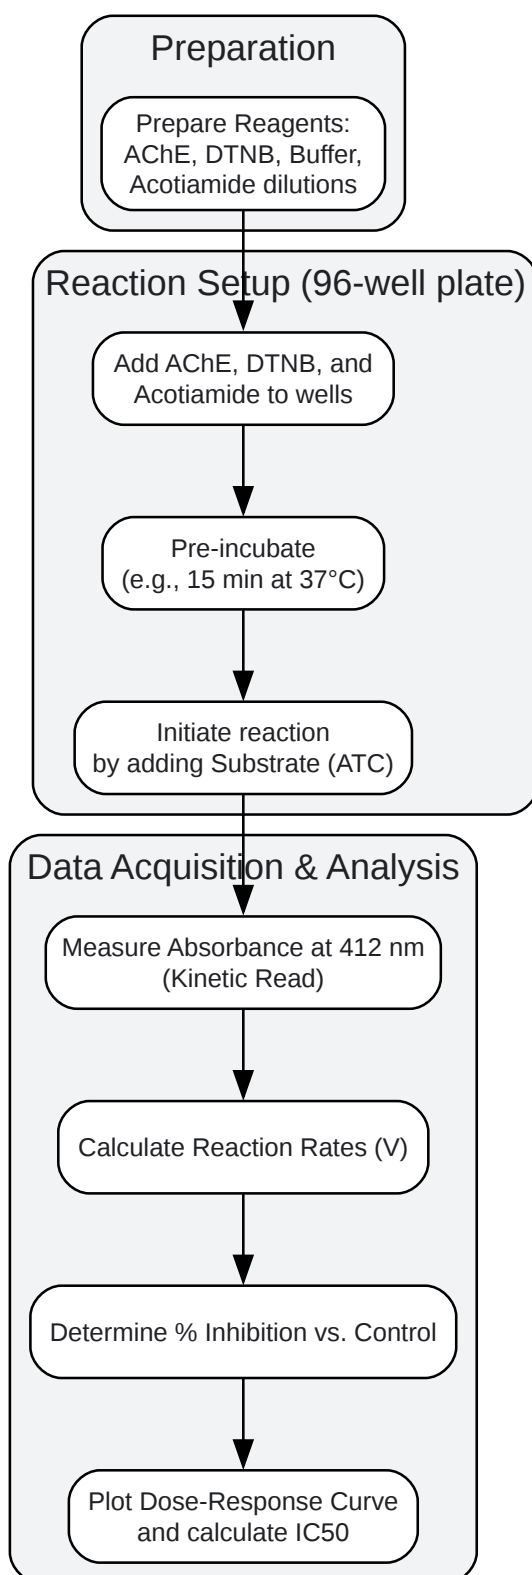 Preparation
Prepare Reagents:
AChE, DTNB, Buffer,
Acotiamide dilutions
Reaction Setup (96-well plate)
Add AChE, DTNB, and
Acotiamide to wells
Pre-incubate
(e.g., 15 min at 37°C)
Initiate reaction
by adding Substrate (ATC)
Data Acquisition & Analysis
Measure Absorbance at 412 nm
(Kinetic Read)
Calculate Reaction Rates (V)
Determine % Inhibition vs. Control
Plot Dose-Response Curve
and calculate IC50